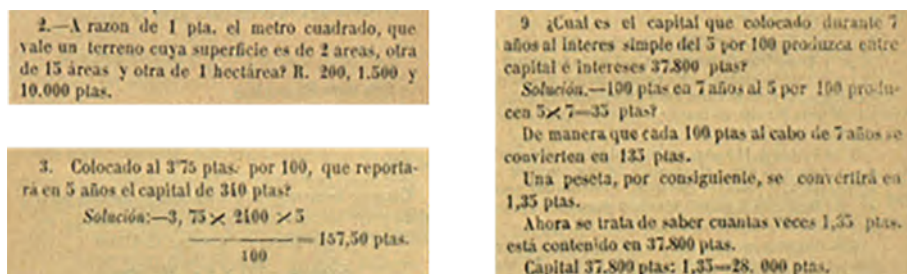 2.—A razon de 1 pta. el metro cuadrado, que
vale un terreno cuya superficie es de 2 areas, otra
de 15 áreas y otra de 1 hectárea? R. 200, 1.500 y
10.000 ptas.
3. Colocado al 3'75 ptas. por 100, que reporta-
rá en 5 años el capital de 340 ptas?
Solución:—3, 75 × 2400 × 5
= 157,50 ptas.
100
9 ¿Cual es el capital que colocado durante 7
años al interes simple del 5 por 100 produzca entre
capital é intereses 37.800 ptas?
Solución.—100 ptas en 7 años al 5 por 100 produ-
cen 5×7=35 ptas?
De manera que cada 100 ptas al cabo de 7 años se
convierten en 135 ptas.
Una peseta, por consiguiente, se convertirá en
1,35 ptas.
Ahora se trata de saber cuantas veces 1,35 ptas.
está contenido en 37.800 ptas.
Capital 37.800 ptas: 1,35=28. 000 ptas.